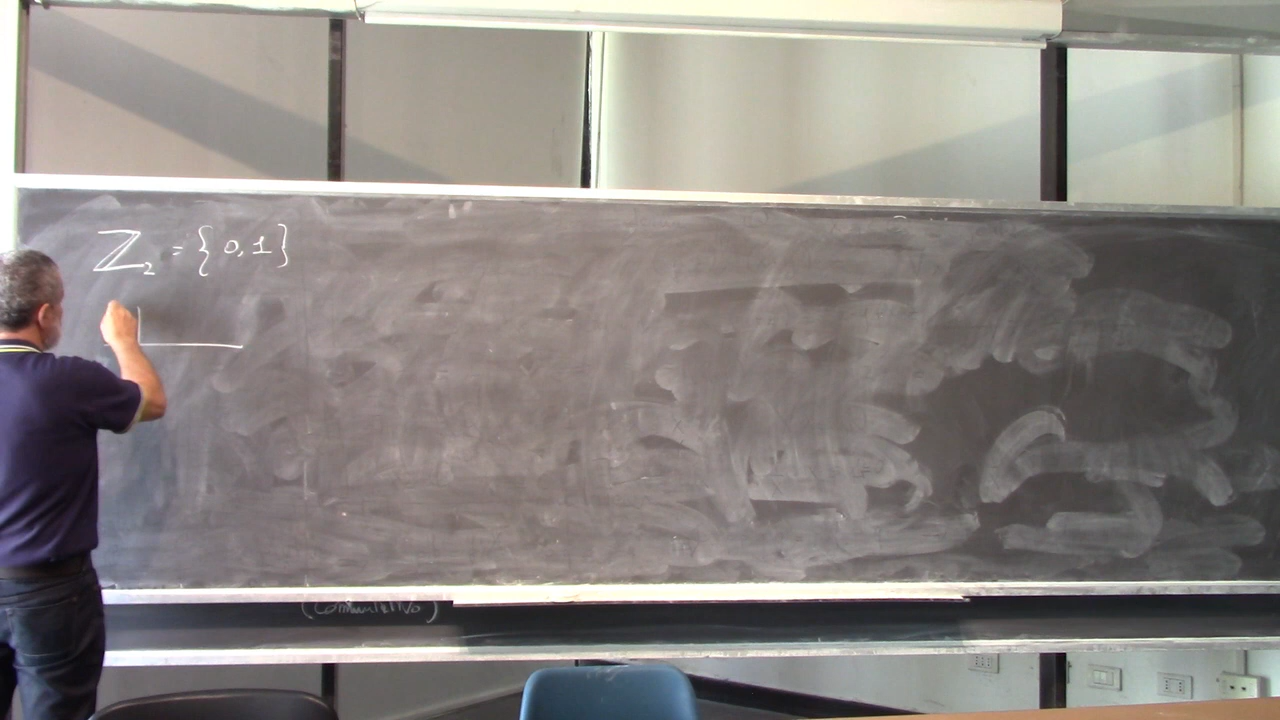 ℤ₂ = {0,1}
(commutativo)